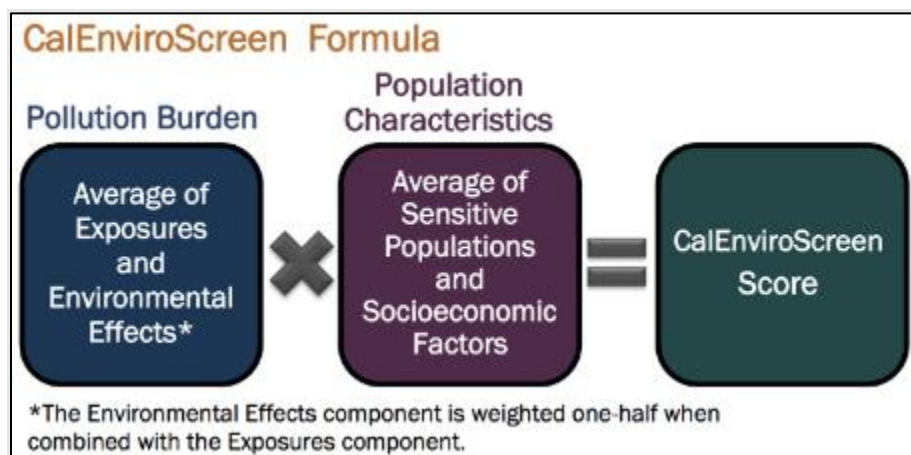 CalEnviroScreen Formula
Pollution Burden
Average of
Exposures
and
Environmental
Effects*
Population
Characteristics
Average of
Sensitive
Populations
and
Socioeconomic
Factors
CalEnviroScreen
Score
*The Environmental Effects component is weighted one-half when
combined with the Exposures component.